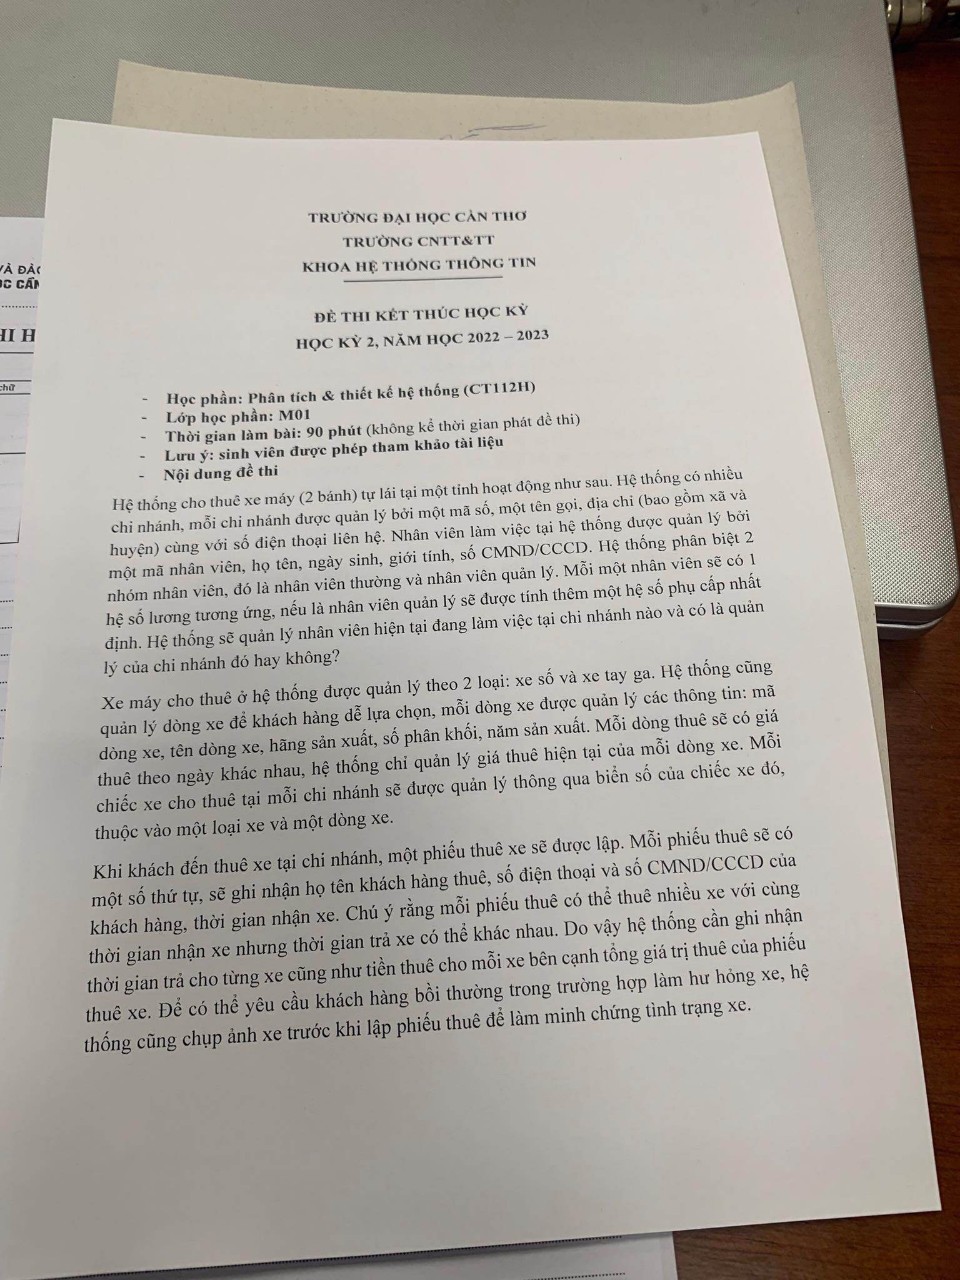 TRƯỜNG ĐẠI HỌC CẦN THƠ
TRƯỜNG CNTT&TT
KHOA HỆ THỐNG THÔNG TIN
ĐỀ THI KẾT THÚC HỌC KỲ
HỌC KỲ 2, NĂM HỌC 2022 – 2023
- Học phần: Phân tích & thiết kế hệ thống (CT112H)
- Lớp học phần: M01
- Thời gian làm bài: 90 phút (không kể thời gian phát đề thi)
- Lưu ý: sinh viên được phép tham khảo tài liệu
- Nội dung đề thi
Hệ thống cho thuê xe máy (2 bánh) tự lái tại một tỉnh hoạt động như sau. Hệ thống có nhiều
chi nhánh, mỗi chi nhánh được quản lý bởi một mã số, một tên gọi, địa chỉ (bao gồm xã và
huyện) cùng với số điện thoại liên hệ. Nhân viên làm việc tại hệ thống được quản lý bởi
một mã nhân viên, họ tên, ngày sinh, giới tính, số CMND/CCCD. Hệ thống phân biệt 2
nhóm nhân viên, đó là nhân viên thường và nhân viên quản lý. Mỗi một nhân viên sẽ có 1
hệ số lương tương ứng, nếu là nhân viên quản lý sẽ được tính thêm một hệ số phụ cấp nhất
định. Hệ thống sẽ quản lý nhân viên hiện tại đang làm việc tại chi nhánh nào và có là quản
lý của chi nhánh đó hay không?
Xe máy cho thuê ở hệ thống được quản lý theo 2 loại: xe số và xe tay ga. Hệ thống cũng
quản lý dòng xe để khách hàng dễ lựa chọn, mỗi dòng xe được quản lý các thông tin: mã
dòng xe, tên dòng xe, hãng sản xuất, số phân khối, năm sản xuất. Mỗi dòng thuê sẽ có giá
thuê theo ngày khác nhau, hệ thống chỉ quản lý giá thuê hiện tại của mỗi dòng xe. Mỗi
chiếc xe cho thuê tại mỗi chi nhánh sẽ được quản lý thông qua biển số của chiếc xe đó,
thuộc vào một loại xe và một dòng xe.
Khi khách đến thuê xe tại chi nhánh, một phiếu thuê xe sẽ được lập. Mỗi phiếu thuê sẽ có
một số thứ tự, sẽ ghi nhận họ tên khách hàng thuê, số điện thoại và số CMND/CCCD của
khách hàng, thời gian nhận xe. Chú ý rằng mỗi phiếu thuê có thể thuê nhiều xe với cùng
thời gian nhận xe nhưng thời gian trả xe có thể khác nhau. Do vậy hệ thống cần ghi nhận
thời gian trả cho từng xe cũng như tiền thuê cho mỗi xe bên cạnh tổng giá trị thuê của phiếu
thuê xe. Để có thể yêu cầu khách hàng bồi thường trong trường hợp làm hư hỏng xe, hệ
thống cũng chụp ảnh xe trước khi lập phiếu thuê để làm minh chứng tình trạng xe.